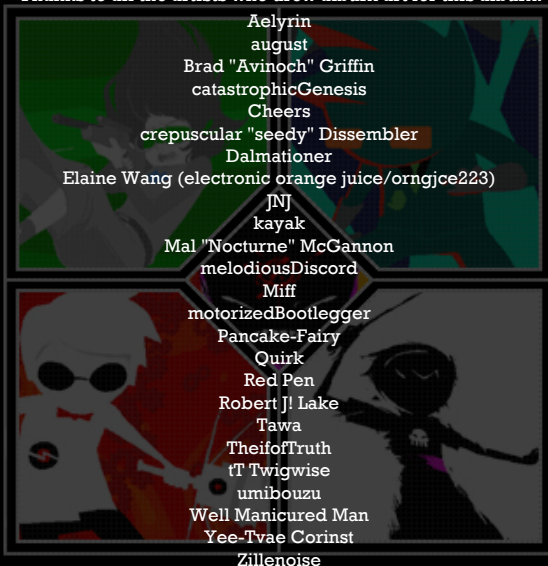 Thanks to all the artists who drew album art for this album!
Aelyrin
august
Brad "Avinoch" Griffin
catastrophicGenesis
Cheers
crepuscular "seedy" Dissembler
Dalmationer
Elaine Wang (electronic orange juice/orngjce223)
JNJ
kayak
Mal "Nocturne" McGannon
melodiousDiscord
Miff
motorizedBootlegger
Pancake-Fairy
Quirk
Red Pen
Robert J! Lake
Tawa
TheifofTruth
tT Twigwise
umibouzu
Well Manicured Man
Yee-Tvae Corinst
Zillenoise